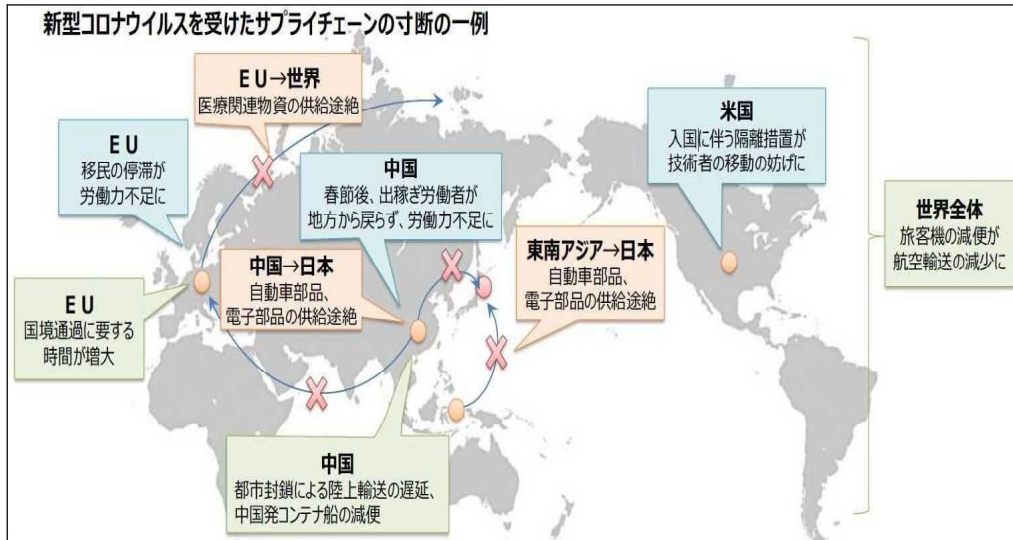 新型コロナウイルスを受けたサプライチェーンの寸断の一例
ＥＵ→世界
医療関連物資の供給途絶
ＥＵ
移民の停滞が
労働力不足に
中国
春節後、出稼ぎ労働者が
地方から戻らず、労働力不足に
米国
入国に伴う隔離措置が
技術者の移動の妨げに
世界全体
旅客機の減便が
航空輸送の減少に
中国→日本
自動車部品、
電子部品の供給途絶
東南アジア→日本
自動車部品、
電子部品の供給途絶
ＥＵ
国境通過に要する
時間が増大
中国
都市封鎖による陸上輸送の遅延、
中国発コンテナ船の減便